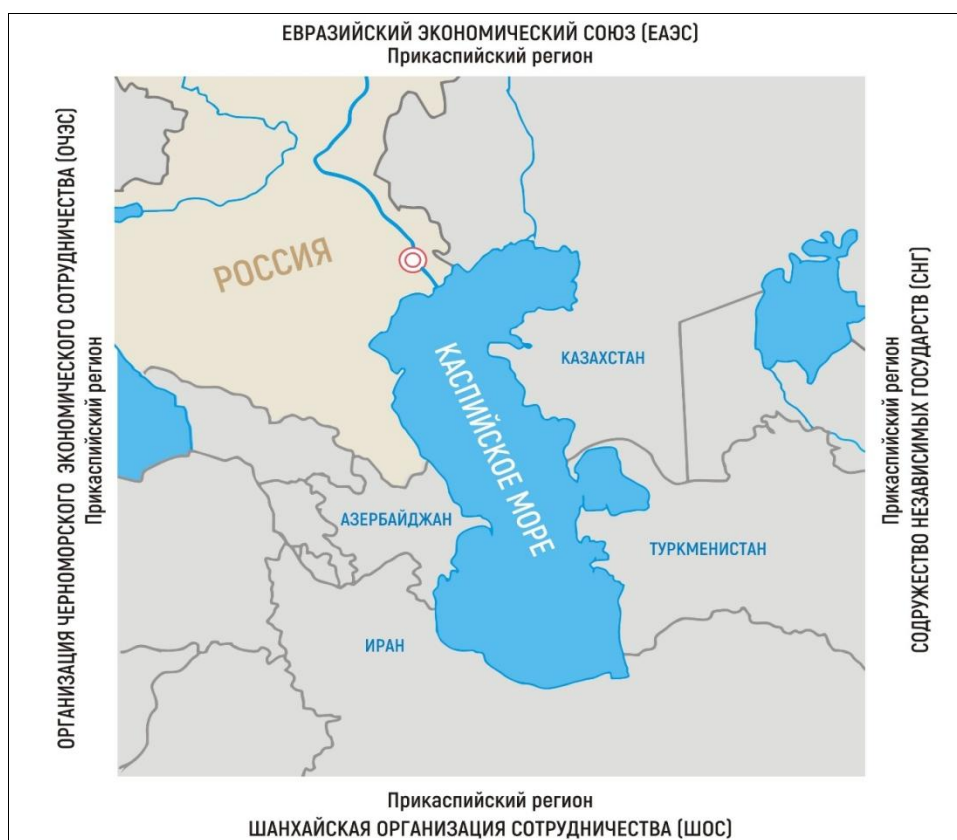 ЕВРАЗИЙСКИЙ ЭКОНОМИЧЕСКИЙ СОЮЗ (ЕАЭС)
Прикаспийский регион
ОРГАНИЗАЦИЯ ЧЕРНОМОРСКОГО ЭКОНОМИЧЕСКОГО СОТРУДНИЧЕСТВА (ОЧЭС)
Прикаспийский регион
РОССИЯ
КАЗАХСТАН
КАСПИЙСКОЕ МОРЕ
АЗЕРБАЙДЖАН
ТУРКМЕНИСТАН
ИРАН
Прикаспийский регион
СОДРУЖЕСТВО НЕЗАВИСИМЫХ ГОСУДАРСТВ (СНГ)
Прикаспийский регион
ШАНХАЙСКАЯ ОРГАНИЗАЦИЯ СОТРУДНИЧЕСТВА (ШОС)